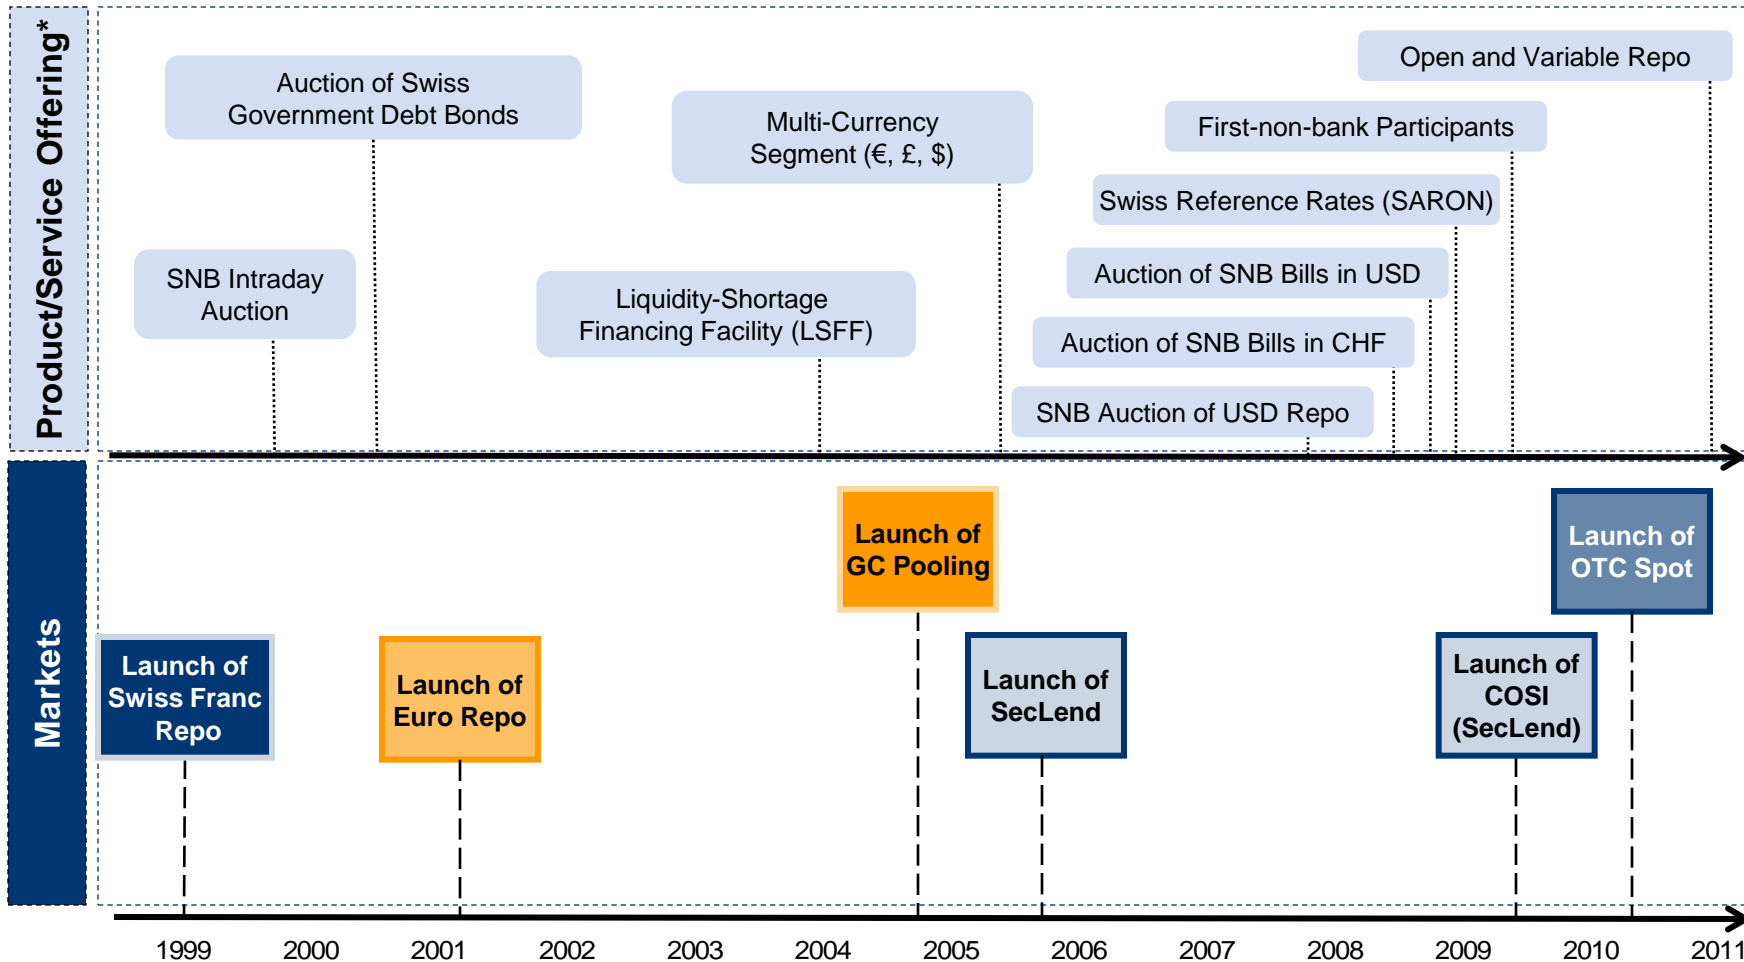 Product/Service Offering*
Open and Variable Repo
Auction of Swiss
Government Debt Bonds
Multi-Currency
Segment (€, £, $)
First-non-bank Participants
Swiss Reference Rates (SARON)
SNB Intraday
Auction
Auction of SNB Bills in USD
Liquidity-Shortage
Financing Facility (LSFF)
Auction of SNB Bills in CHF
SNB Auction of USD Repo
Markets
Launch of
GC Pooling
Launch of
OTC Spot
Launch of
Swiss Franc
Repo
Launch of
Euro Repo
Launch of
SecLend
Launch of
COSI
(SecLend)
1999 2000 2001 2002 2003 2004 2005 2006 2007 2008 2009 2010 2011